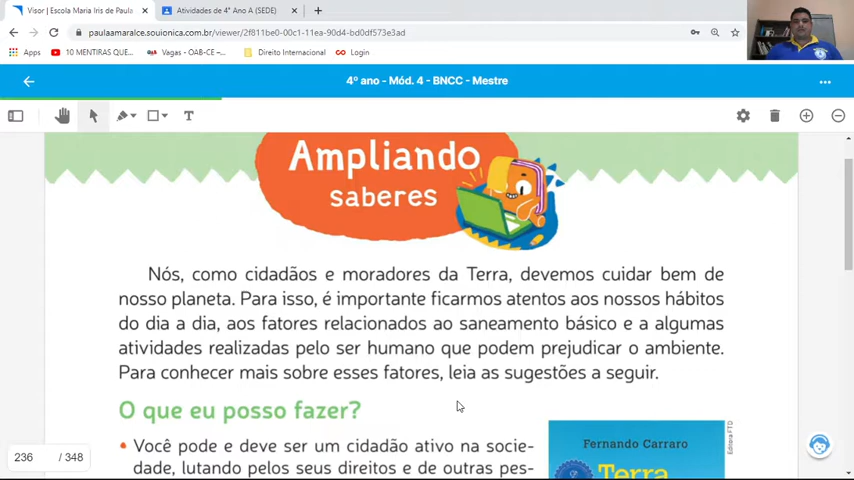 Visor | Escola Maria Iris de Paula
Atividades de 4° Ano A (SEDE)
paulaamaralce.souionica.com.br/viewer/2f811be0-00c1-11ea-90d4-bd0df573e3ad
Apps
10 MENTIRAS QUE...
Vagas - OAB-CE –...
Direito Internacional
Login
4º ano - Mód. 4 - BNCC - Mestre
Ampliando
saberes
Nós, como cidadãos e moradores da Terra, devemos cuidar bem de
nosso planeta. Para isso, é importante ficarmos atentos aos nossos hábitos
do dia a dia, aos fatores relacionados ao saneamento básico e a algumas
atividades realizadas pelo ser humano que podem prejudicar o ambiente.
Para conhecer mais sobre esses fatores, leia as sugestões a seguir.
O que eu posso fazer?
• Você pode e deve ser um cidadão ativo na socie-
dade, lutando pelos seus direitos e de outras pes-
Fernando Carraro
Terra
Editora FTD
236 / 348